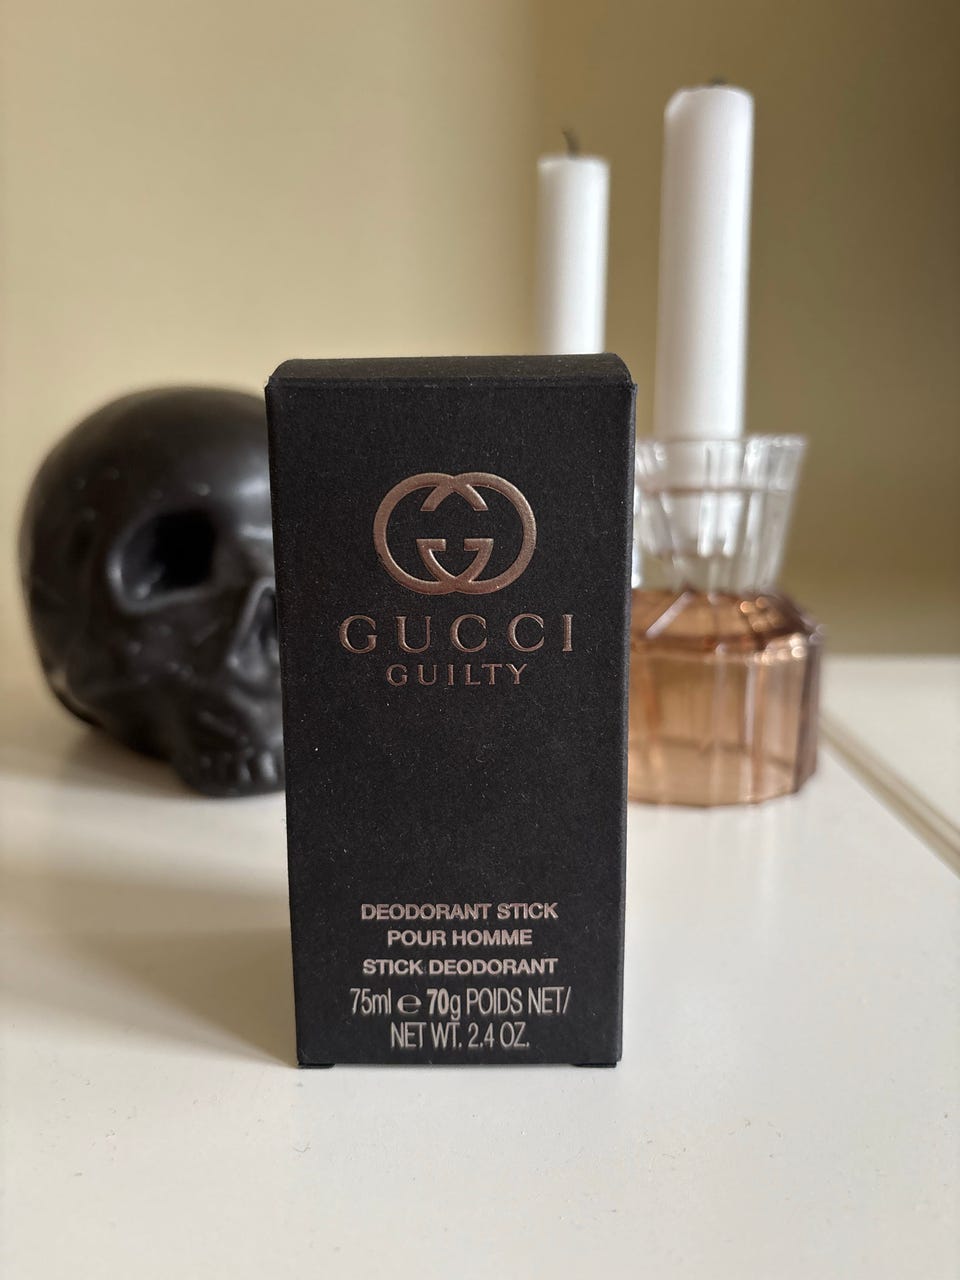 GUCCI
GUILTY
DEODORANT STICK
POUR HOMME
STICK DEODORANT
75ml ℮ 70g POIDS NET/
NET WT. 2.4 OZ.